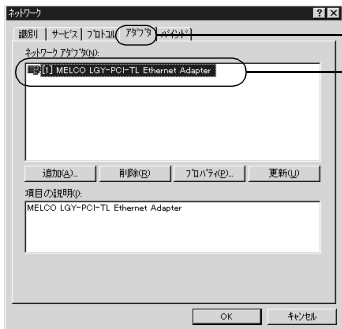 ネットワーク
識別 サービス プロトコル アダプタ バインド
ネットワーク アダプタ(N):
[1] MELCO LGY-PCI-TL Ethernet Adapter
追加(A)... 削除(R) プロパティ(P)... 更新(U)
項目の説明(I):
MELCO LGY-PCI-TL Ethernet Adapter
OK キャンセル